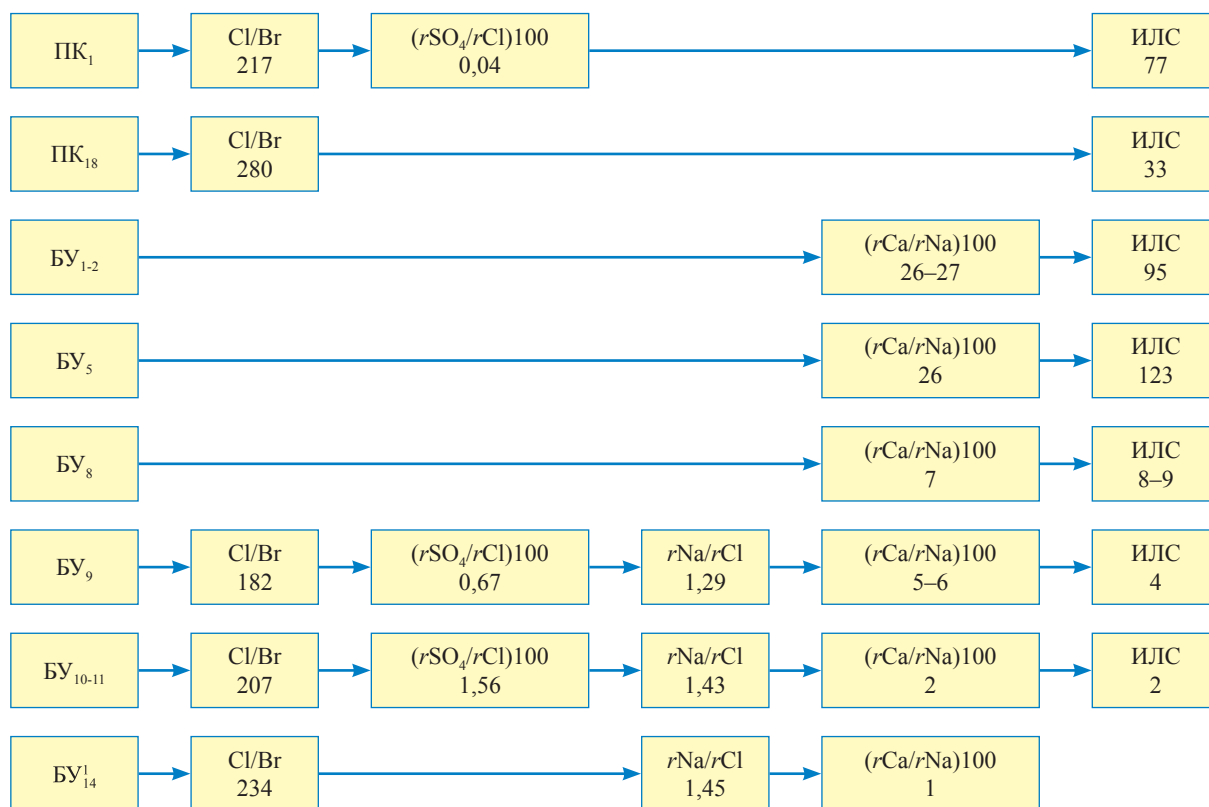 ПК₁
Cl/Br
217
(rSO₄/rCl)100
0,04
ИЛС
77
ПК₁₈
Cl/Br
280
ИЛС
33
БУ₁₋₂
(rCa/rNa)100
26–27
ИЛС
95
БУ₅
(rCa/rNa)100
26
ИЛС
123
БУ₈
(rCa/rNa)100
7
ИЛС
8–9
БУ₉
Cl/Br
182
(rSO₄/rCl)100
0,67
rNa/rCl
1,29
(rCa/rNa)100
5–6
ИЛС
4
БУ₁₀₋₁₁
Cl/Br
207
(rSO₄/rCl)100
1,56
rNa/rCl
1,43
(rCa/rNa)100
2
ИЛС
2
БУ¹₁₄
Cl/Br
234
rNa/rCl
1,45
(rCa/rNa)100
1